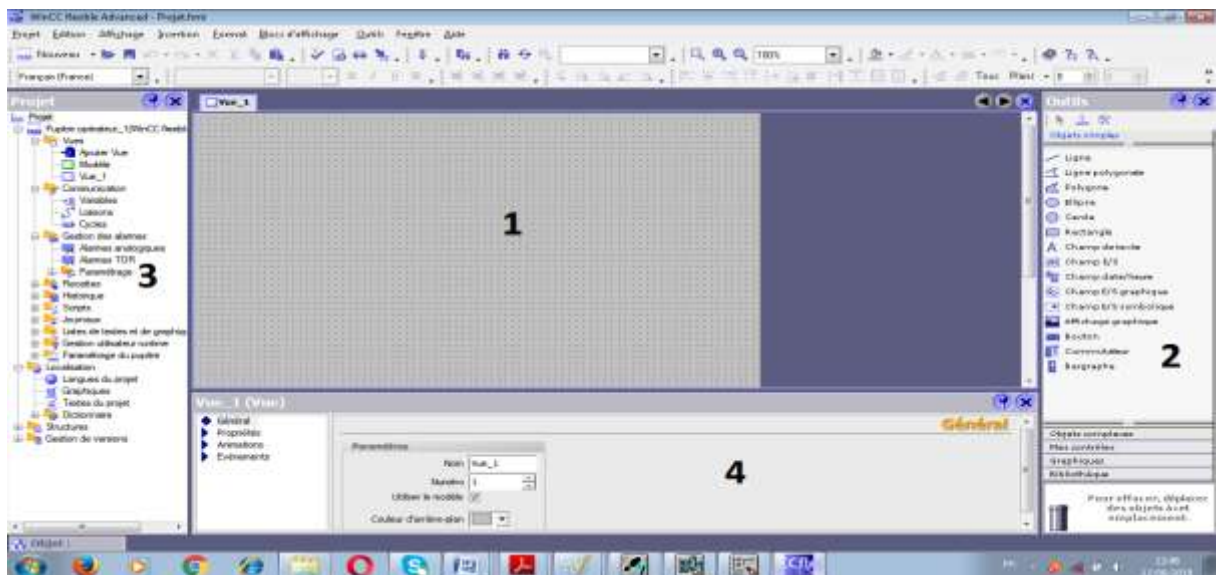 WinCC flexible Advanced - Projet.hmi
Projet Edition Affichage Insertion Format Blocs d'affichage Outils Fenêtre Aide
Nouveau
100%
Français (France)
Projet
Projet
Vues
Ajouter Vue
Modèle
Vue_1
Communication
Variables
Liaisons
Cycles
Gestion des alarmes
Alarmes analogiques
Alarmes TOR
Paramétrage
3
Recettes
Historique
Scripts
Journaux
Listes de textes et de graphiq
Gestion utilisateur runtime
Paramétrage du pupitre
Localisation
Langues du projet
Graphiques
Textes du projet
Dictionnaire
Structures
Gestion de versions
Vue_1
1
Outils
Objets simples
Ligne
Ligne polygonale
Polygone
Ellipse
Cercle
Rectangle
Champ de texte
Champ E/S
Champ date/heure
Champ E/S graphique
Champ E/S symbolique
Affichage graphique
Bouton
Commutateur
Bargraphe
2
Objets complexes
Mes contrôles
Graphiques
Bibliothèque
Pour effacer, déplacer
des objets à cet
emplacement.
Vue_1 (Vue)
Général
Propriétés
Animations
Evénements
Général
Paramètres
Nom Vue_1
Numéro 1
Utiliser le modèle
Couleur d'arrière-plan
4
Objet :